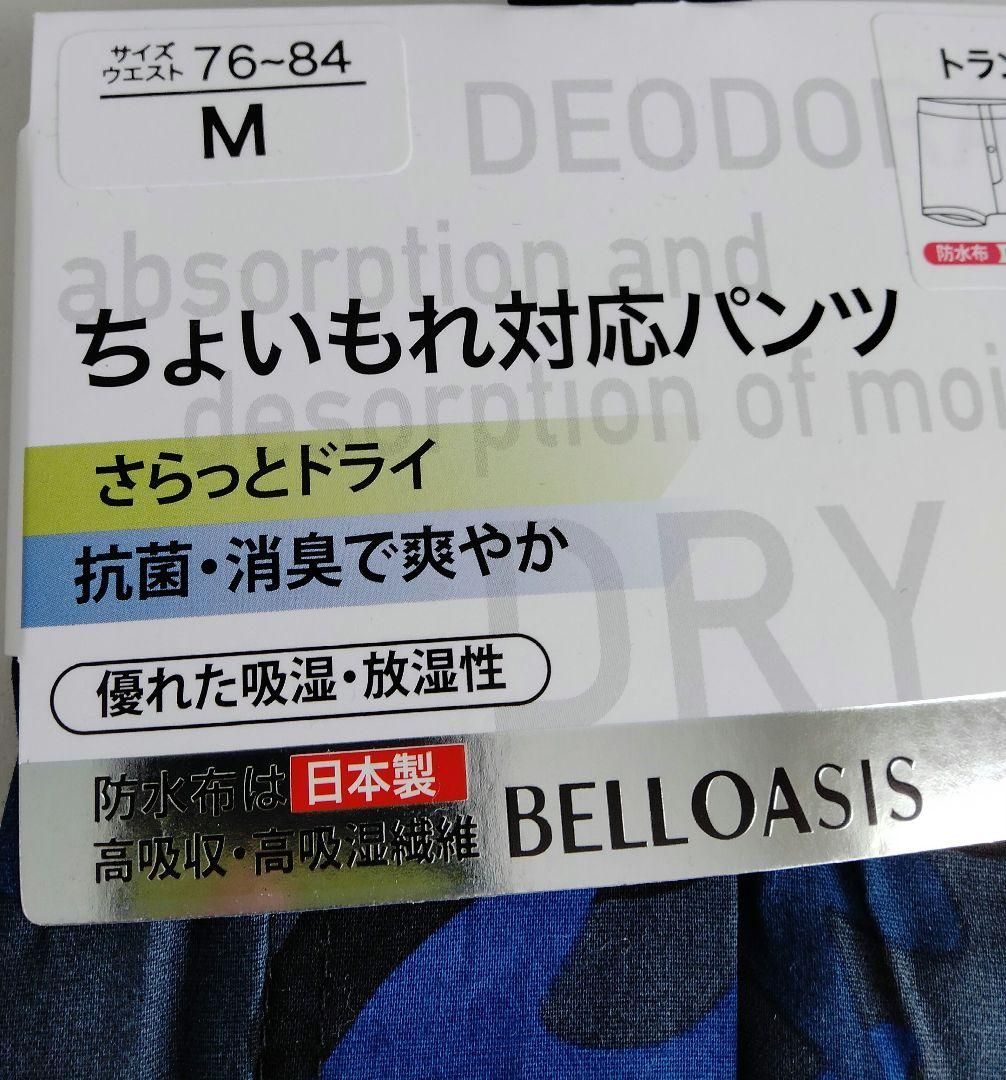 サイズ
ウエスト 76~84
M
DEODO
トラン
防水布
absorption and
ちょいもれ対応パンツ
desorption of moi
さらっとドライ
抗菌・消臭で爽やか
DRY
優れた吸湿・放湿性
防水布は日本製
高吸収・高吸湿繊維
BELLOASIS